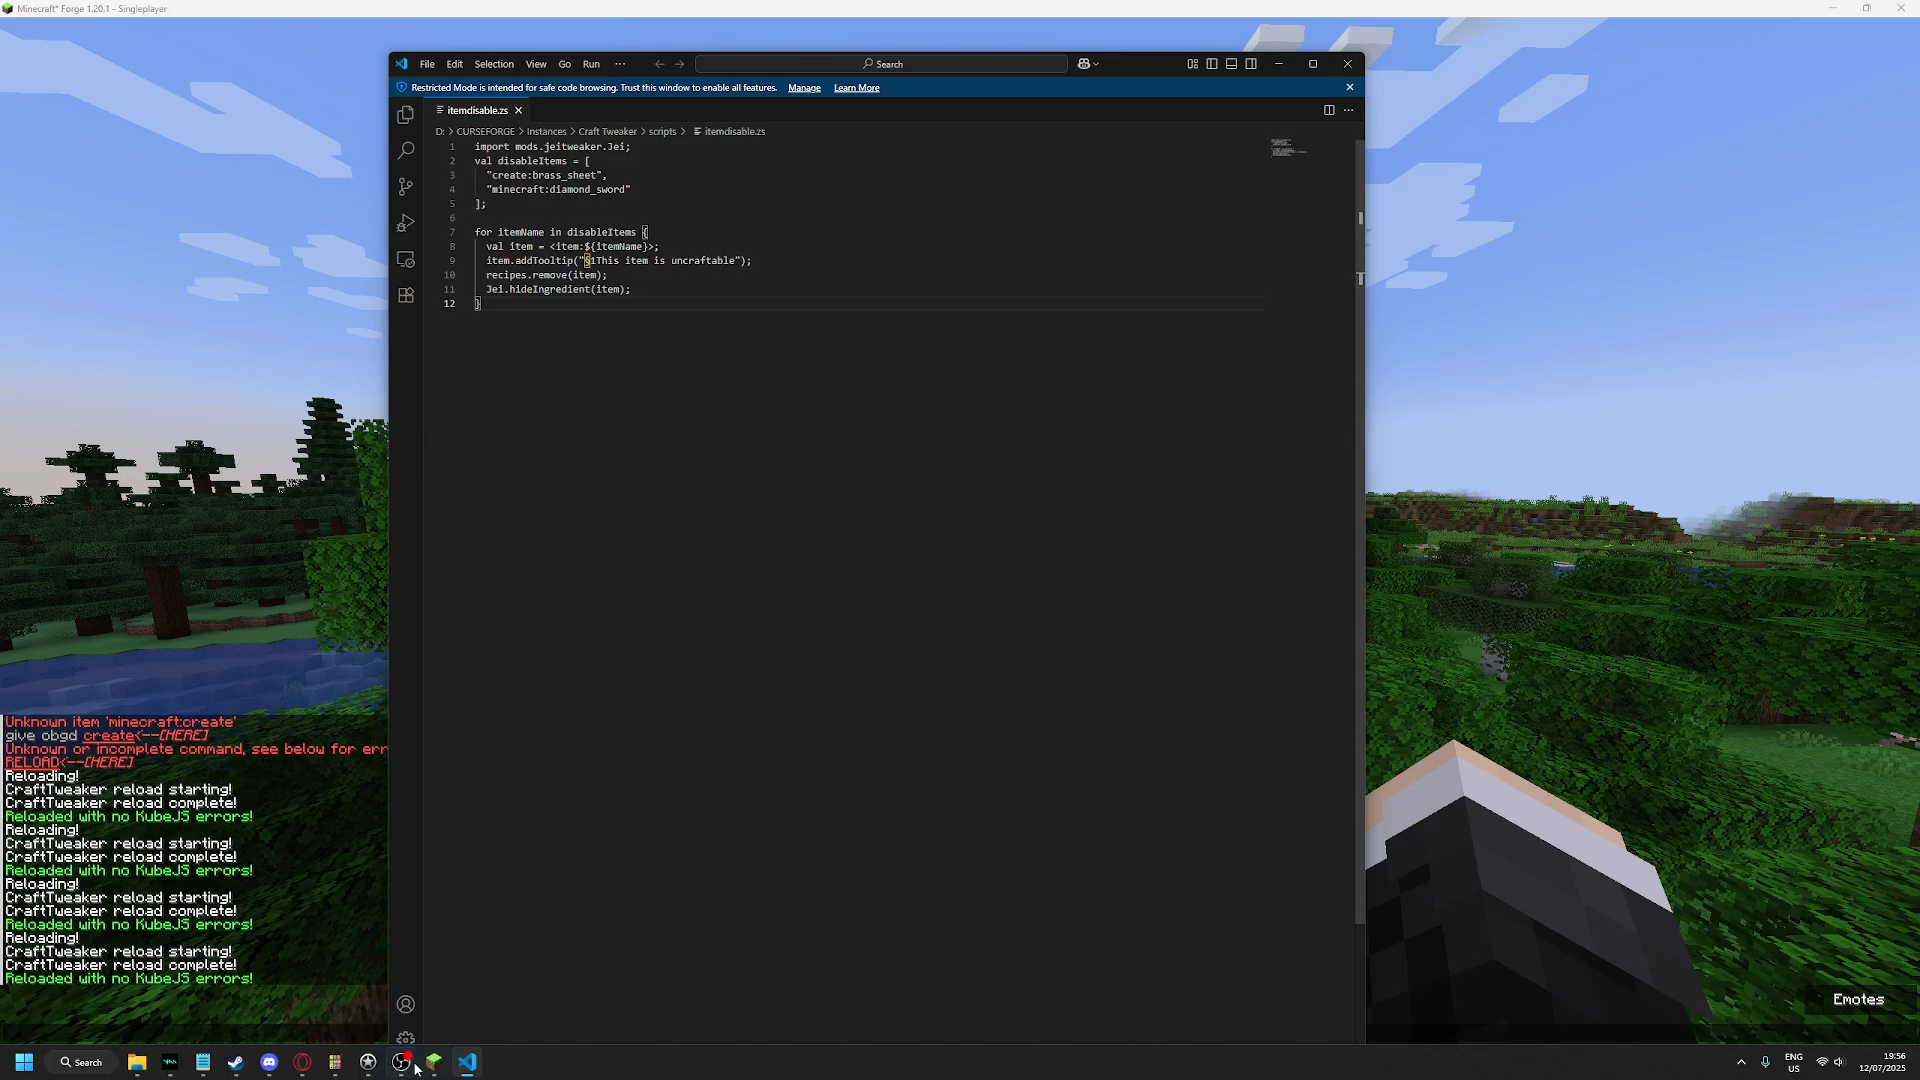 Minecraft* Forge 1.20.1 - Singleplayer
File Edit Selection View Go Run ··· Search
Restricted Mode is intended for safe code browsing. Trust this window to enable all features. Manage Learn More
itemdisable.zs
D: > CURSEFORGE > Instances > Craft Tweaker > scripts > itemdisable.zs
1 import mods.jeitweaker.Jei;
2 val disableItems = [
3 "create:brass_sheet",
4 "minecraft:diamond_sword"
5 ];
6
7 for itemName in disableItems {
8 val item = <item:${itemName}>;
9 item.addTooltip("§1This item is uncraftable");
10 recipes.remove(item);
11 Jei.hideIngredient(item);
12 }
Unknown item 'minecraft:create'
give obgd create<--[HERE]
Unknown or incomplete command, see below for err
RELOAD<--[HERE]
Reloading!
CraftTweaker reload starting!
CraftTweaker reload complete!
Reloaded with no KubeJS errors!
Reloading!
CraftTweaker reload starting!
CraftTweaker reload complete!
Reloaded with no KubeJS errors!
Reloading!
CraftTweaker reload starting!
CraftTweaker reload complete!
Reloaded with no KubeJS errors!
Reloading!
CraftTweaker reload starting!
CraftTweaker reload complete!
Reloaded with no KubeJS errors!
Emotes
Search
ENG
US
19:56
12/07/2025